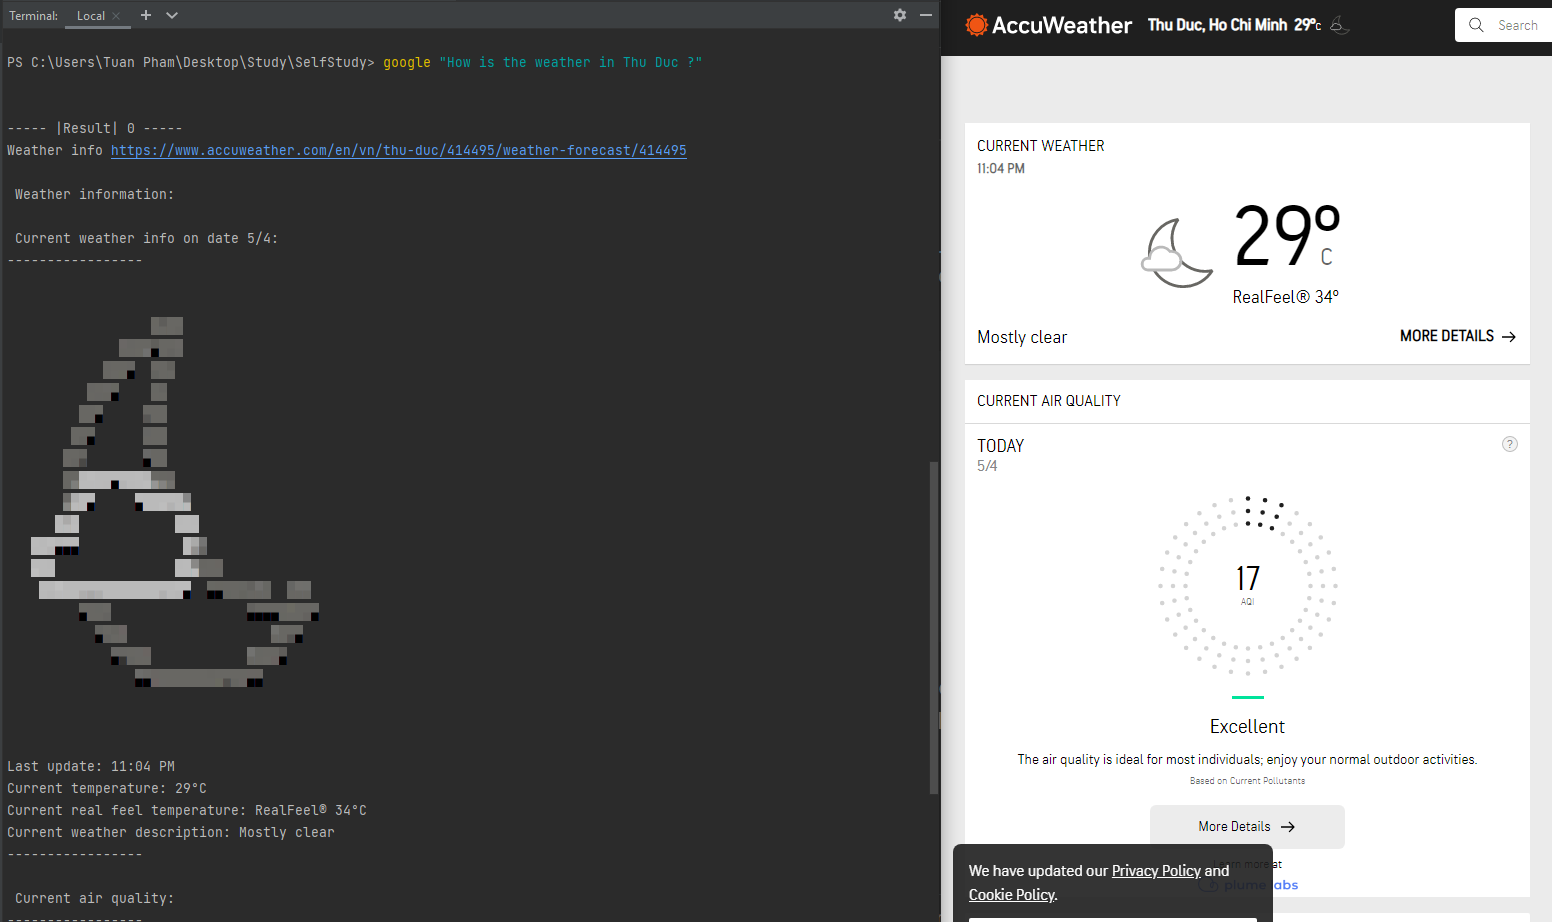 Terminal: Local × +
PS C:\Users\Tuan Pham\Desktop\Study\SelfStudy> google "How is the weather in Thu Duc ?"
----- |Result| 0 -----
Weather info https://www.accuweather.com/en/vn/thu-duc/414495/weather-forecast/414495
Weather information:
Current weather info on date 5/4:
-----------------
Last update: 11:04 PM
Current temperature: 29°C
Current real feel temperature: RealFeel® 34°C
Current weather description: Mostly clear
-----------------
Current air quality:
-----------------
AccuWeather Thu Duc, Ho Chi Minh 29°C
Search
CURRENT WEATHER
11:04 PM
29°
C
RealFeel® 34°
Mostly clear
MORE DETAILS →
CURRENT AIR QUALITY
TODAY
?
5/4
17
AQI
Excellent
The air quality is ideal for most individuals; enjoy your normal outdoor activities.
Based on Current Pollutants
More Details →
Learn more at
plume labs
We have updated our Privacy Policy and
Cookie Policy.